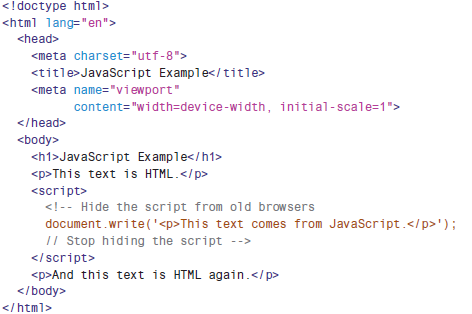 <!doctype html>
<html lang="en">
  <head>
    <meta charset="utf-8">
    <title>JavaScript Example</title>
    <meta name="viewport"
          content="width=device-width, initial-scale=1">
  </head>
  <body>
    <h1>JavaScript Example</h1>
    <p>This text is HTML.</p>
    <script>
      <!-- Hide the script from old browsers
      document.write('<p>This text comes from JavaScript.</p>');
      // Stop hiding the script -->
    </script>
    <p>And this text is HTML again.</p>
  </body>
</html>